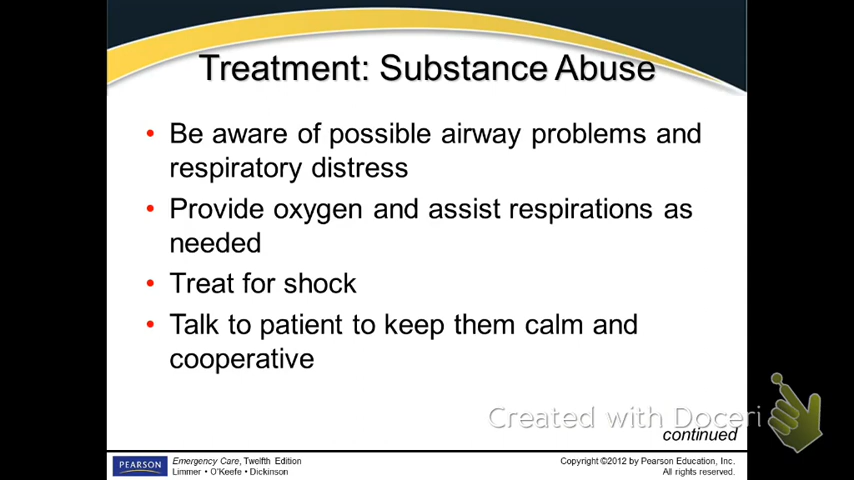 Treatment: Substance Abuse
• Be aware of possible airway problems and
respiratory distress
• Provide oxygen and assist respirations as
needed
• Treat for shock
• Talk to patient to keep them calm and
cooperative
Created with Doceri
continued
PEARSON
Emergency Care, Twelfth Edition
Limmer • O'Keefe • Dickinson
Copyright ©2012 by Pearson Education, Inc.
All rights reserved.